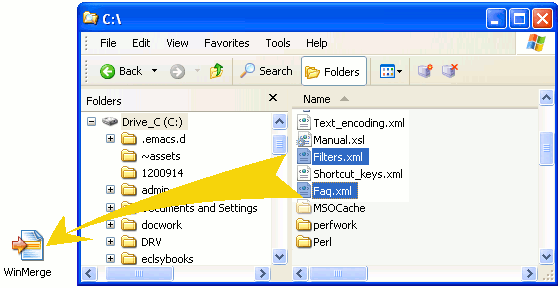 C:\
File Edit View Favorites Tools Help
Back Search Folders
Folders
Drive_C (C:)
.emacs.d
~assets
1200914
admin
Documents and Settings
docwork
DRV
eclsybooks
Name
Text_encoding.xml
Manual.xsl
Filters.xml
Shortcut_keys.xml
Faq.xml
MSOCache
perfwork
Perl
WinMerge